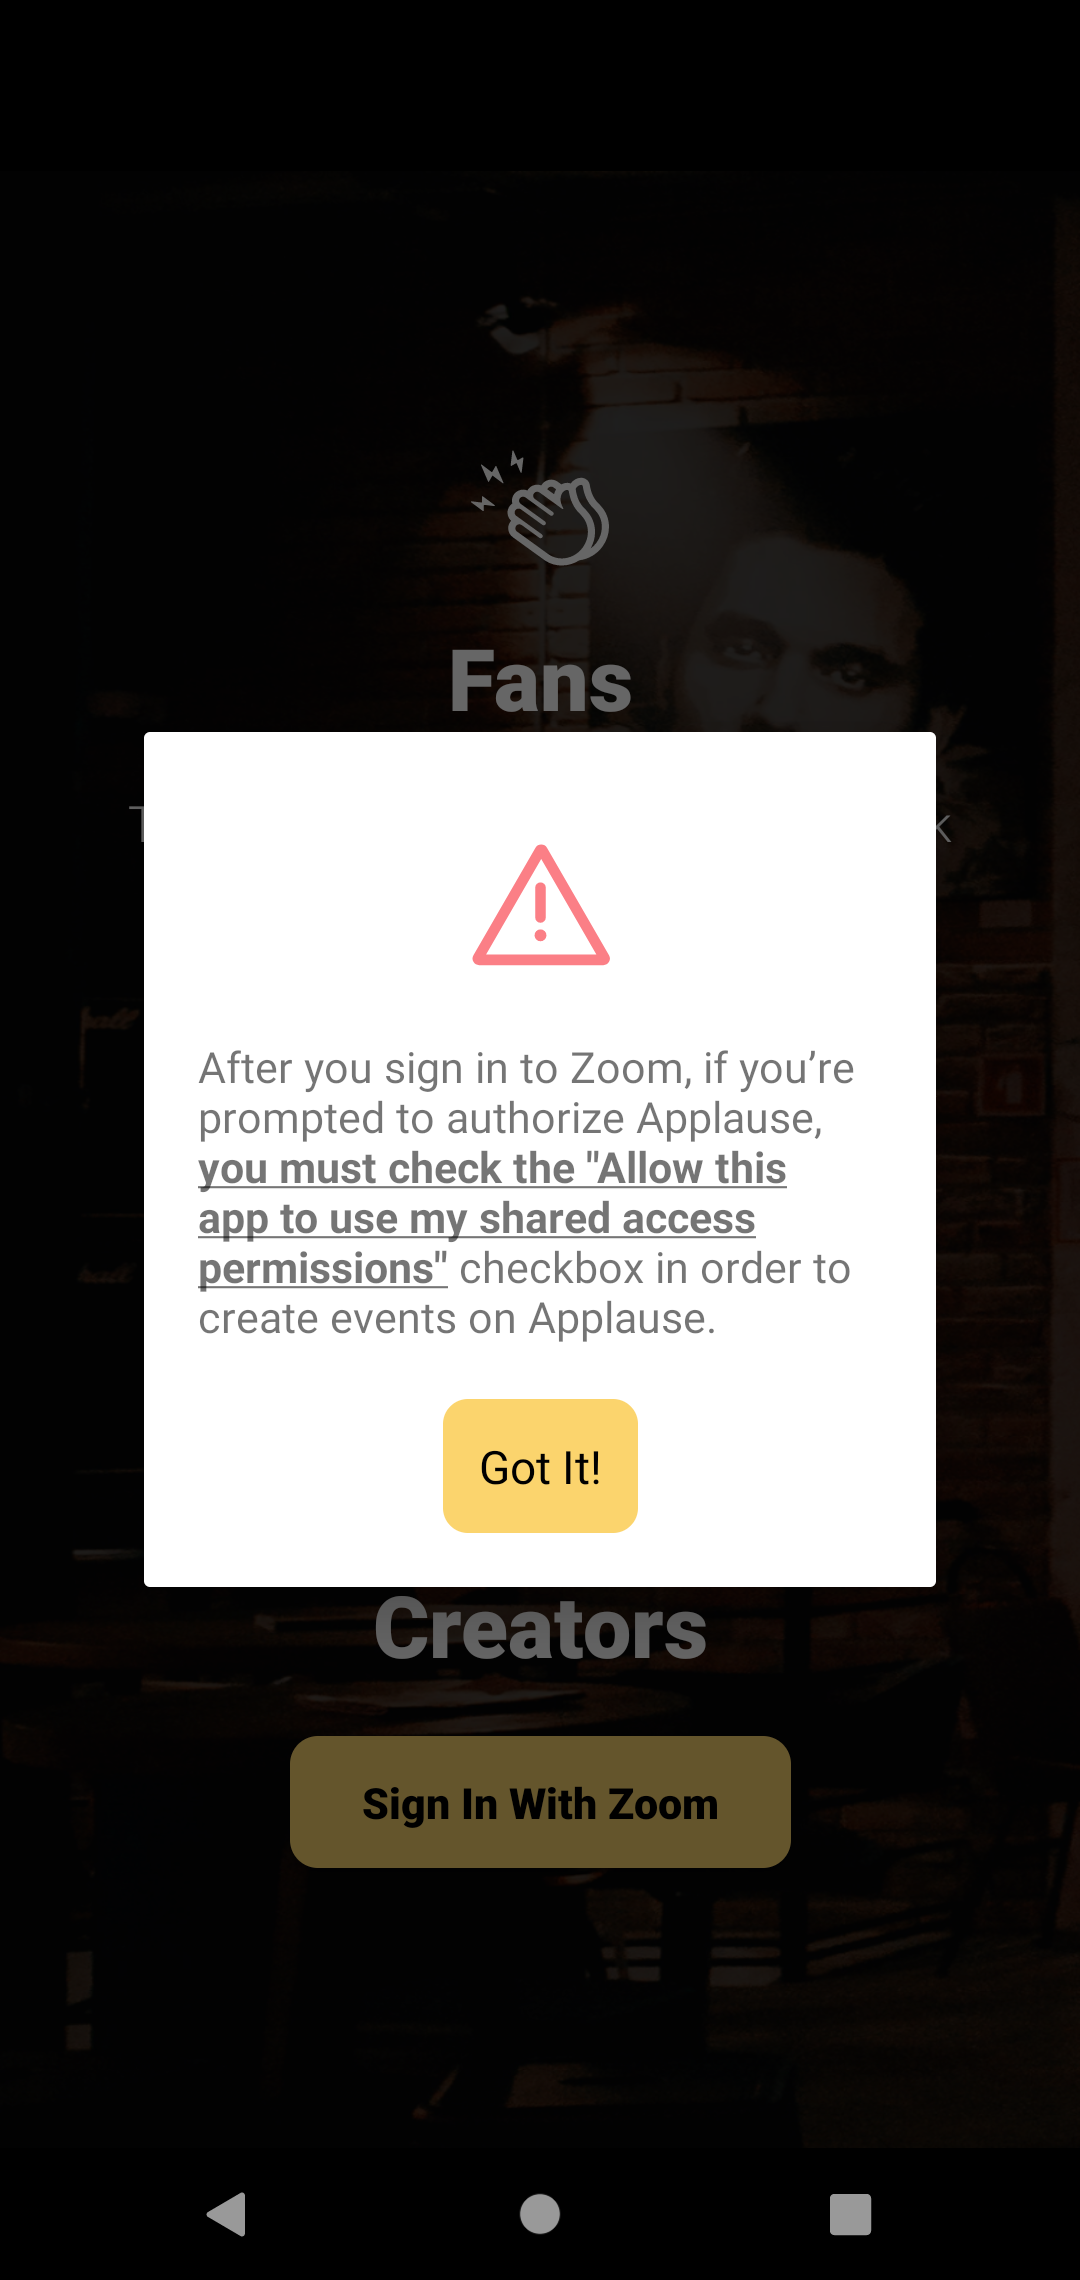 Fans
After you sign in to Zoom, if you’re
prompted to authorize Applause,
you must check the "Allow this
app to use my shared access
permissions" checkbox in order to
create events on Applause.
Got It!
Creators
Sign In With Zoom